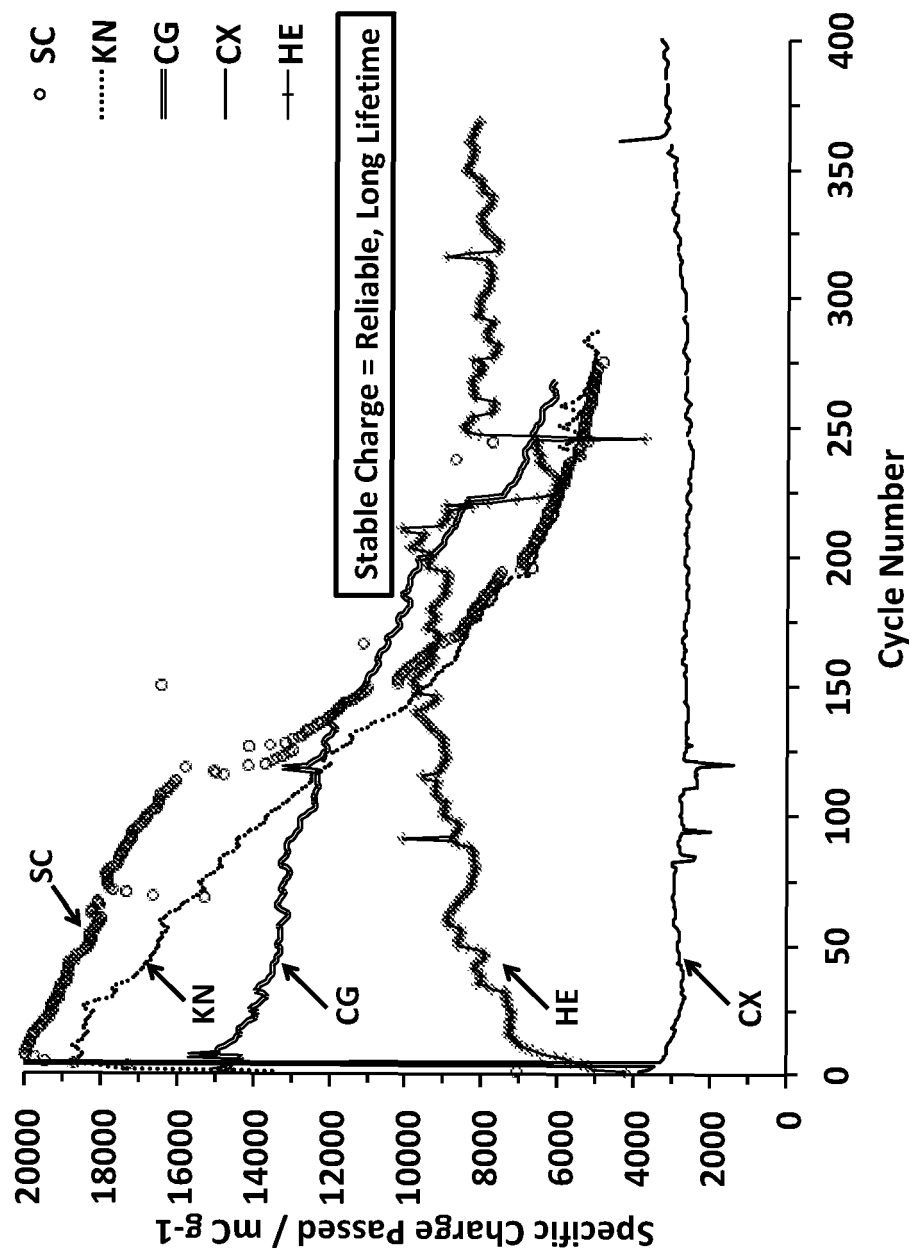 SC
KN
CG
CX
HE
Stable Charge = Reliable, Long Lifetime
SC
KN
CG
HE
CX
Specific Charge Passed / mC g-1
20000
18000
16000
14000
12000
10000
8000
6000
4000
2000
0
0
50
100
150
200
250
300
350
400
Cycle Number